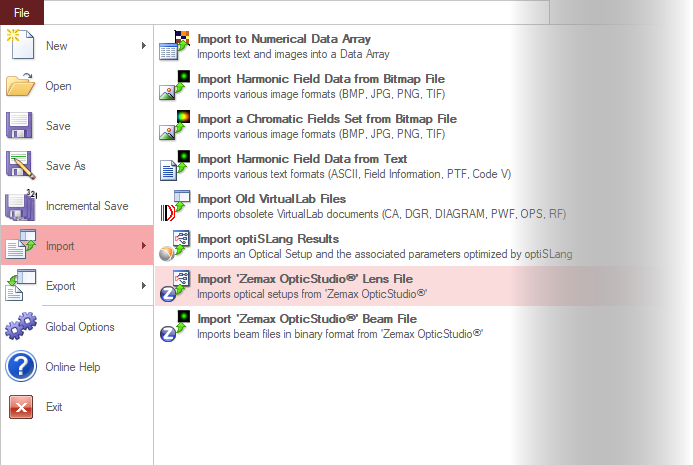 File
New
Open
Save
Save As
Incremental Save
Import
Export
Global Options
Online Help
Exit
Import to Numerical Data Array
Imports text and images into a Data Array
Import Harmonic Field Data from Bitmap File
Imports various image formats (BMP, JPG, PNG, TIF)
Import a Chromatic Fields Set from Bitmap File
Imports various image formats (BMP, JPG, PNG, TIF)
Import Harmonic Field Data from Text
Imports various text formats (ASCII, Field Information, PTF, Code V)
Import Old VirtualLab Files
Imports obsolete VirtualLab documents (CA, DGR, DIAGRAM, PWF, OPS, RF)
Import optiSLang Results
Imports an Optical Setup and the associated parameters optimized by optiSLang
Import 'Zemax OpticStudio®' Lens File
Imports optical setups from 'Zemax OpticStudio®'
Import 'Zemax OpticStudio®' Beam File
Imports beam files in binary format from 'Zemax OpticStudio®'